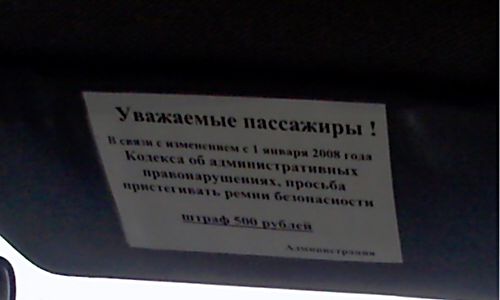 Уважаемые пассажиры !
В связи с изменением с 1 января 2008 года
Кодекса об административных
правонарушениях, просьба
пристегивать ремни безопасности
штраф 500 рублей
Администрация